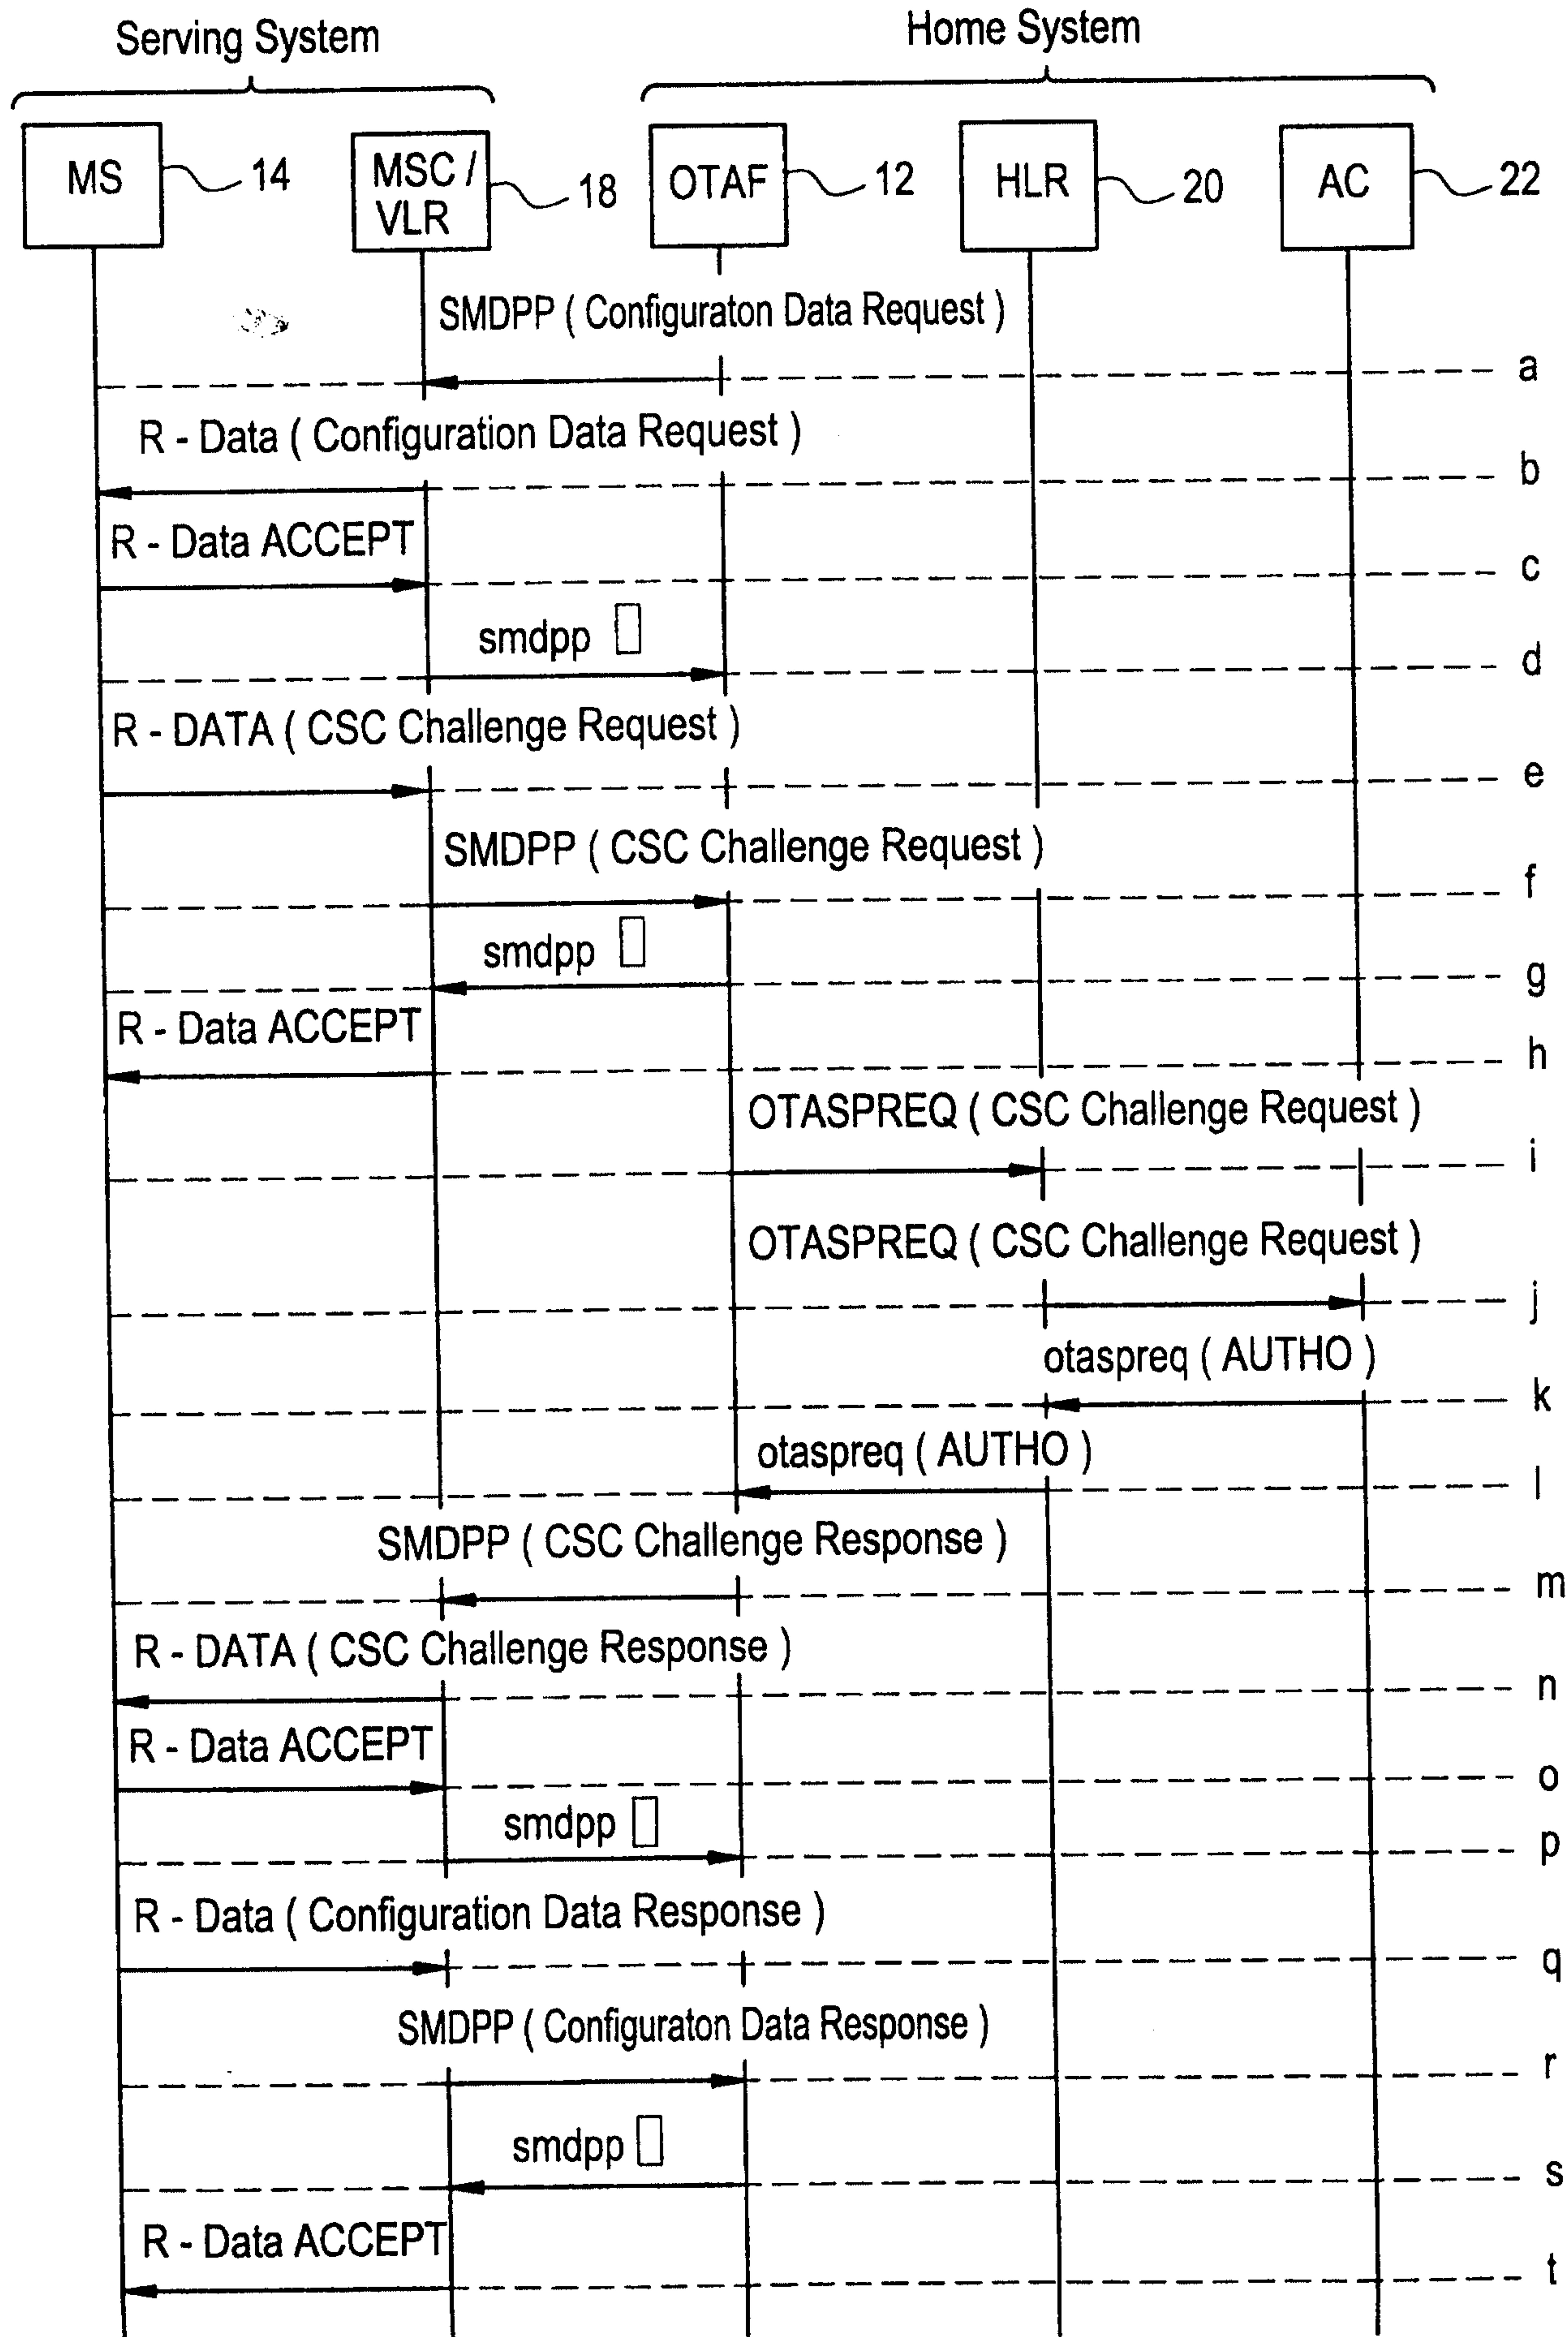 Serving System
Home System
MS
14
MSC /
VLR
18
OTAF
12
HLR
20
AC
22
SMDPP ( Configuraton Data Request )
a
R - Data ( Configuration Data Request )
b
R - Data ACCEPT
c
smdpp ▯
d
R - DATA ( CSC Challenge Request )
e
SMDPP ( CSC Challenge Request )
f
smdpp ▯
g
R - Data ACCEPT
h
OTASPREQ ( CSC Challenge Request )
i
OTASPREQ ( CSC Challenge Request )
j
otaspreq ( AUTHO )
k
otaspreq ( AUTHO )
l
SMDPP ( CSC Challenge Response )
m
R - DATA ( CSC Challenge Response )
n
R - Data ACCEPT
o
smdpp ▯
p
R - Data ( Configuration Data Response )
q
SMDPP ( Configuraton Data Response )
r
smdpp ▯
s
R - Data ACCEPT
t